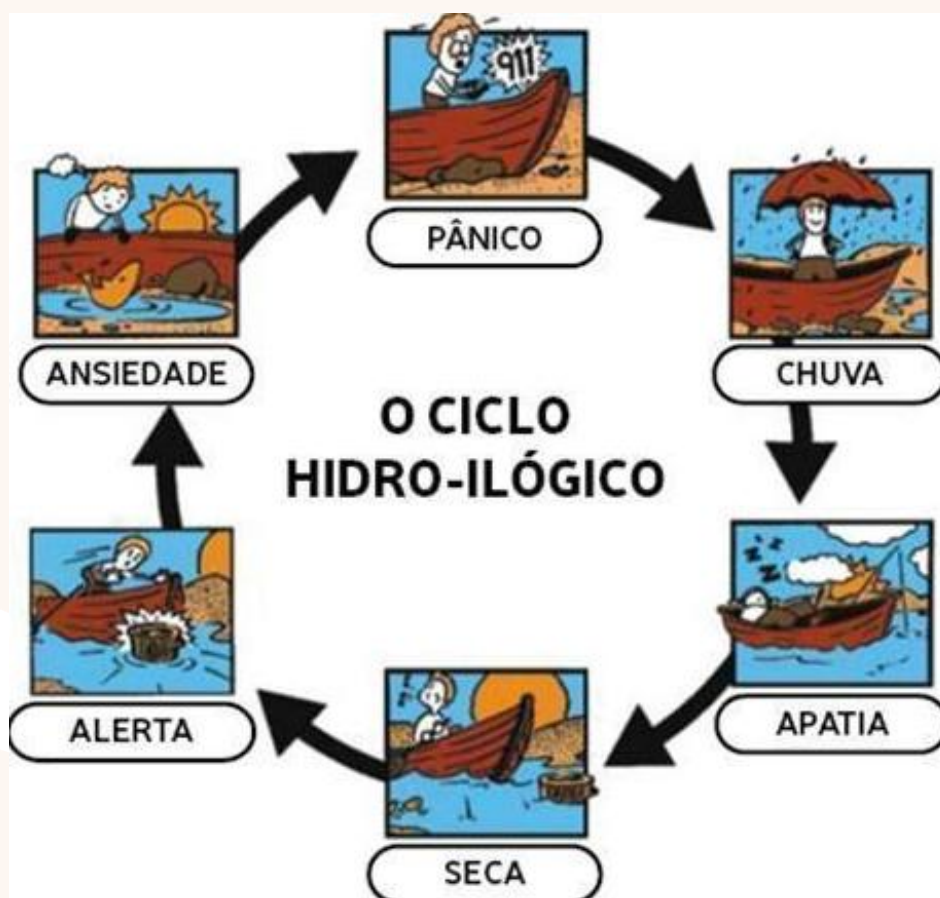 911
PÂNICO
CHUVA
APATIA
SECA
ALERTA
ANSIEDADE
O CICLO
HIDRO-ILÓGICO